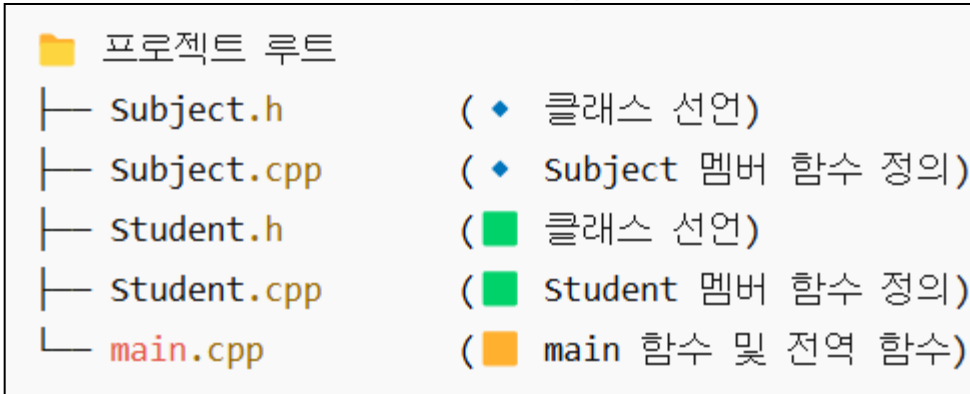 프로젝트 루트
├── Subject.h (🔹 클래스 선언)
├── Subject.cpp (🔹 Subject 멤버 함수 정의)
├── Student.h (🟩 클래스 선언)
├── Student.cpp (🟩 Student 멤버 함수 정의)
└── main.cpp (🟧 main 함수 및 전역 함수)